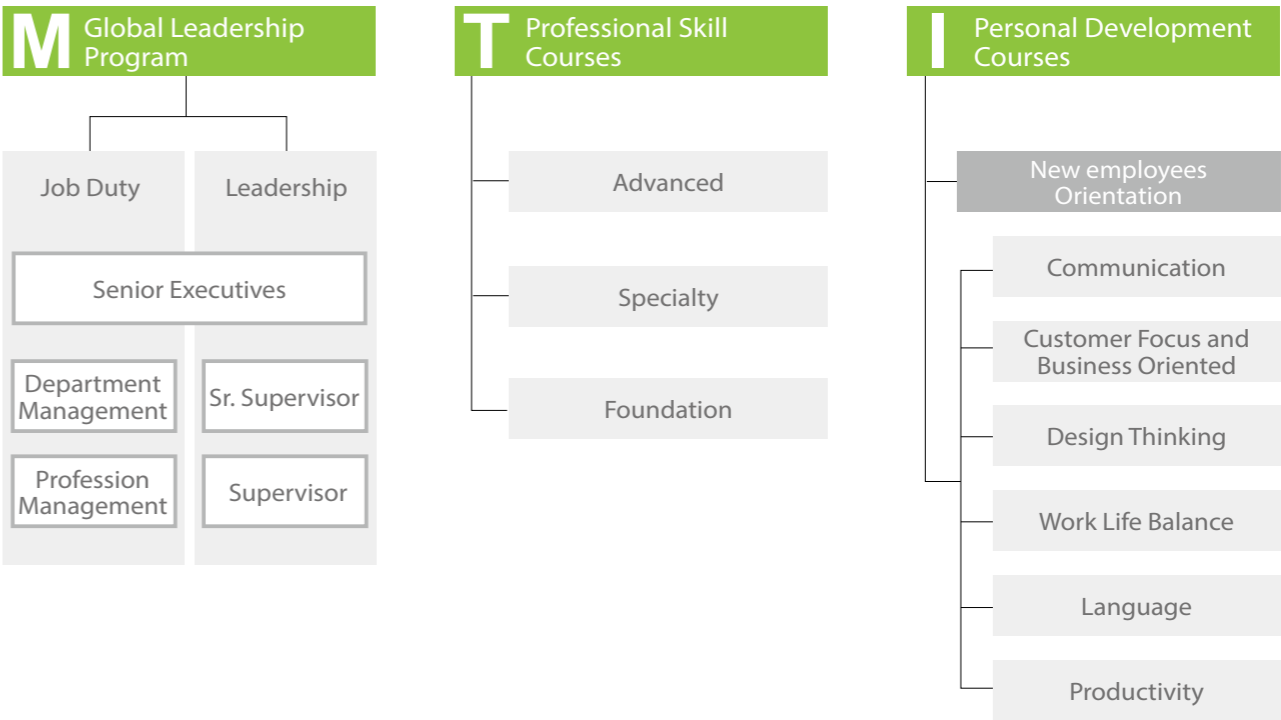 M
Global Leadership
Program
Job Duty
Leadership
Senior Executives
Department
Management
Sr. Supervisor
Profession
Management
Supervisor
T
Professional Skill
Courses
Advanced
Specialty
Foundation
I
Personal Development
Courses
New employees
Orientation
Communication
Customer Focus and
Business Oriented
Design Thinking
Work Life Balance
Language
Productivity